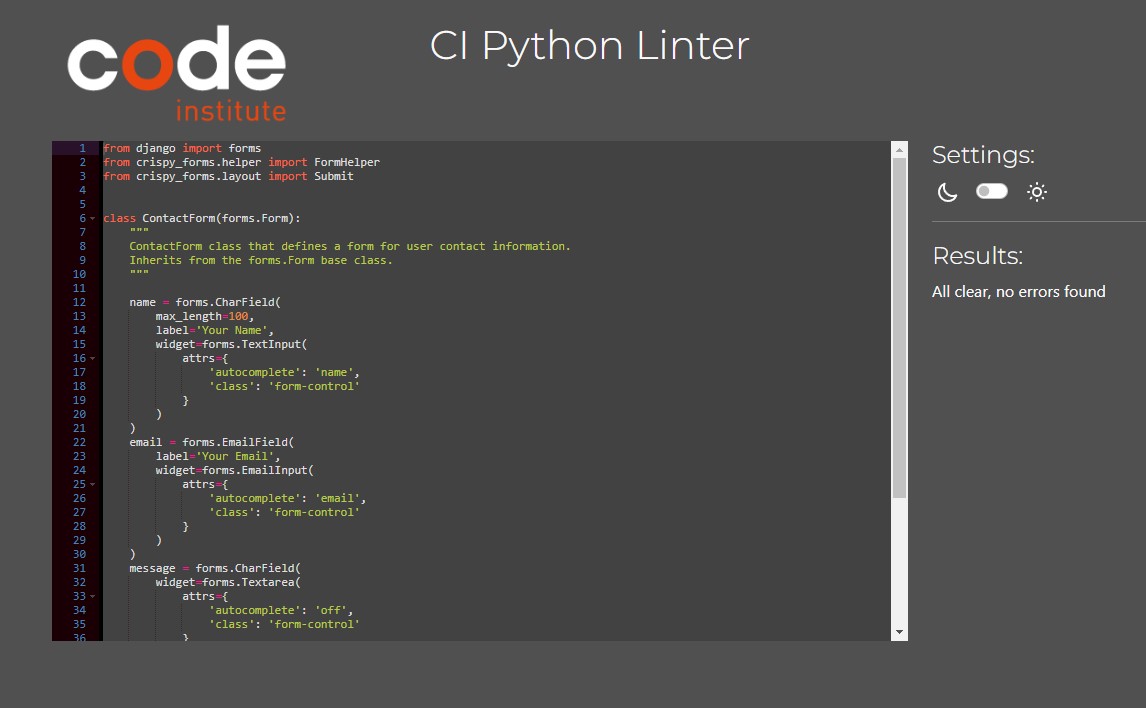 code
institute
CI Python Linter
1 from django import forms
2 from crispy_forms.helper import FormHelper
3 from crispy_forms.layout import Submit
4
5
6 class ContactForm(forms.Form):
7     """
8     ContactForm class that defines a form for user contact information.
9     Inherits from the forms.Form base class.
10     """
11
12     name = forms.CharField(
13         max_length=100,
14         label='Your Name',
15         widget=forms.TextInput(
16             attrs={
17                 'autocomplete': 'name',
18                 'class': 'form-control'
19             }
20         )
21     )
22     email = forms.EmailField(
23         label='Your Email',
24         widget=forms.EmailInput(
25             attrs={
26                 'autocomplete': 'email',
27                 'class': 'form-control'
28             }
29         )
30     )
31     message = forms.CharField(
32         widget=forms.Textarea(
33             attrs={
34                 'autocomplete': 'off',
35                 'class': 'form-control'
36             }
Settings:
Results:
All clear, no errors found